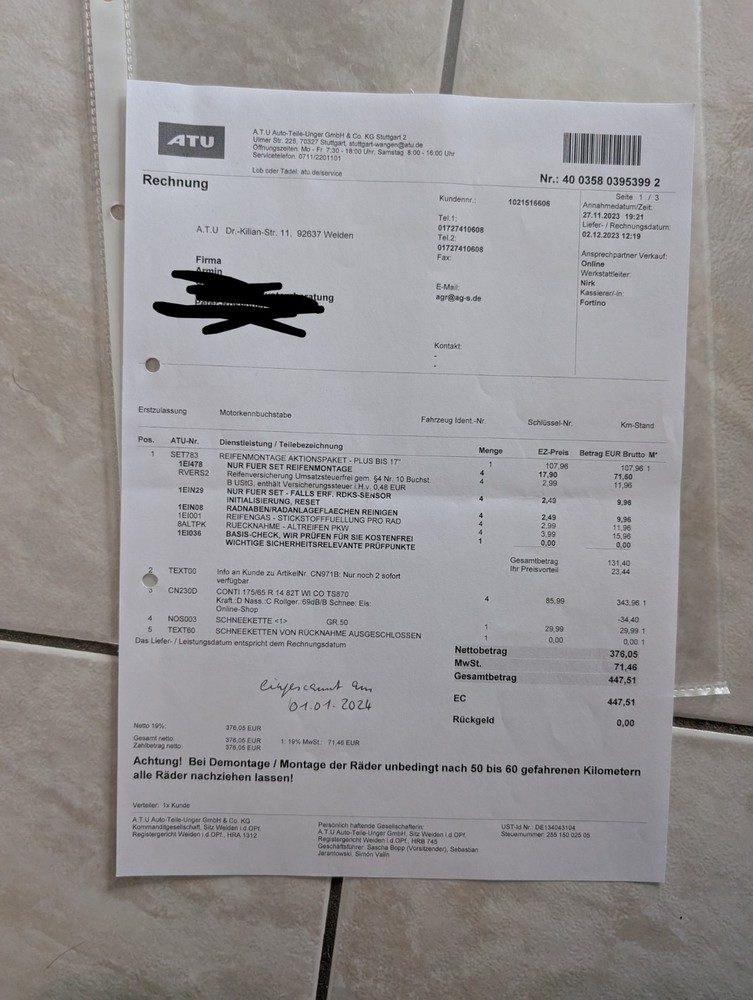 ATU
A.T.U Auto-Teile-Unger GmbH & Co. KG Stuttgart 2
Ulmer Str. 225, 70327 Stuttgart, stuttgart-wangen@atu.de
Öffnungszeiten: Mo - Fr 7:30 - 18:00 Uhr, Samstag 8:00 - 16:00 Uhr
Servicetelefon: 0711/2201101
Lob oder Tadel: atu.de/service
Nr.: 40 0358 0395399 2
Rechnung
Seite 1 / 3
Kundennr. 1021516606
Annahmedatum/Zeit:
27.11.2023 19:21
Liefer- / Rechnungsdatum:
02.12.2023 12:19
Tel.1:
01727410608
Tel.2:
01727410608
Fax:
Ansprechpartner Verkauf:
Online
Werkstattleiter:
Nirk
Kassierer/-in:
Fortino
A.T.U Dr.-Kilian-Str. 11, 92637 Weiden
Firma
Armin
E-Mail:
agr@ag-s.de
Kontakt:
-
-
Erstzulassung Motorkennbuchstabe Fahrzeug Ident.-Nr. Schlüssel-Nr. Km-Stand
Pos. ATU-Nr. Dienstleistung / Teilebezeichnung Menge EZ-Preis Betrag EUR Brutto M*
1 SET783 REIFENMONTAGE AKTIONSPAKET - PLUS BIS 17" 1 107,96 107,96 1
1EI478 NUR FUER SET REIFENMONTAGE 4 17,90 71,60
RVERS2 Reifenversicherung Umsatzsteuerfrei gem. §4 Nr. 10 Buchst. 4 2,99 11,96
B UStG, enthält Versicherungssteuer i.H.v. 0,48 EUR
1EIN29 NUR FUER SET - FALLS ERF. RDKS-SENSOR 4 2,49 9,96
INITIALISIERUNG, RESET
1EIN08 RADNABEN/RADANLAGEFLAECHEN REINIGEN 4 2,49 9,96
1EI001 REIFENGAS - STICKSTOFFFUELLUNG PRO RAD 4 2,99 11,96
8ALTPK RUECKNAHME - ALTREIFEN PKW 4 3,99 15,96
1EI036 BASIS-CHECK, WIR PRÜFEN FÜR SIE KOSTENFREI 1 0,00 0,00
WICHTIGE SICHERHEITSRELEVANTE PRÜFPUNKTE
Gesamtbetrag 131,40
Ihr Preisvorteil 23,44
2 TEXT00 Info an Kunde zu ArtikelNr. CN971B: Nur noch 2 sofort
verfügbar
3 CN230D CONTI 175/65 R 14 82T WI CO TS870 4 85,99 343,96 1
Kraft.:D Nass.:C Rollger.:69dB/B Schnee: Eis:
Online-Shop -34,40
4 NOS003 SCHNEEKETTE <1> GR.50 1 29,99 29,99 1
5 TEXT60 SCHNEEKETTEN VON RÜCKNAHME AUSGESCHLOSSEN 1 0,00 0,00 1
Das Liefer- / Leistungsdatum entspricht dem Rechnungsdatum
Nettobetrag 376,05
MwSt. 71,46
Gesamtbetrag 447,51
EC 447,51
Rückgeld 0,00
eingescannt am
01.01.2024
Netto 19%: 376,05 EUR
Gesamt netto: 376,05 EUR 1: 19% MwSt.: 71,46 EUR
Zahlbetrag netto: 376,05 EUR
Achtung! Bei Demontage / Montage der Räder unbedingt nach 50 bis 60 gefahrenen Kilometern
alle Räder nachziehen lassen!
Verteiler: 1x Kunde
A.T.U Auto-Teile-Unger GmbH & Co. KG
Kommanditgesellschaft, Sitz Weiden i.d.OPf.
Registergericht Weiden i.d.OPf., HRA 1312
Persönlich haftende Gesellschafterin:
A.T.U Auto-Teile-Unger GmbH, Sitz Weiden i.d.OPf.
Registergericht Weiden i.d.OPf., HRB 745
Geschäftsführer: Sascha Bopp (Vorsitzender), Sebastian
Jarantowski, Simon Vallin
USt-Id Nr.: DE134043104
Steuernummer: 255 150 025 05